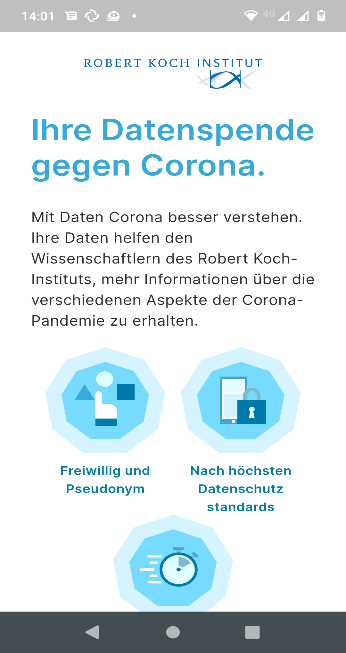 14:01
4G
ROBERT KOCH INSTITUT
Ihre Datenspende
gegen Corona.
Mit Daten Corona besser verstehen.
Ihre Daten helfen den
Wissenschaftlern des Robert Koch-
Instituts, mehr Informationen über die
verschiedenen Aspekte der Corona-
Pandemie zu erhalten.
Freiwillig und
Pseudonym
Nach höchsten
Datenschutz
standards